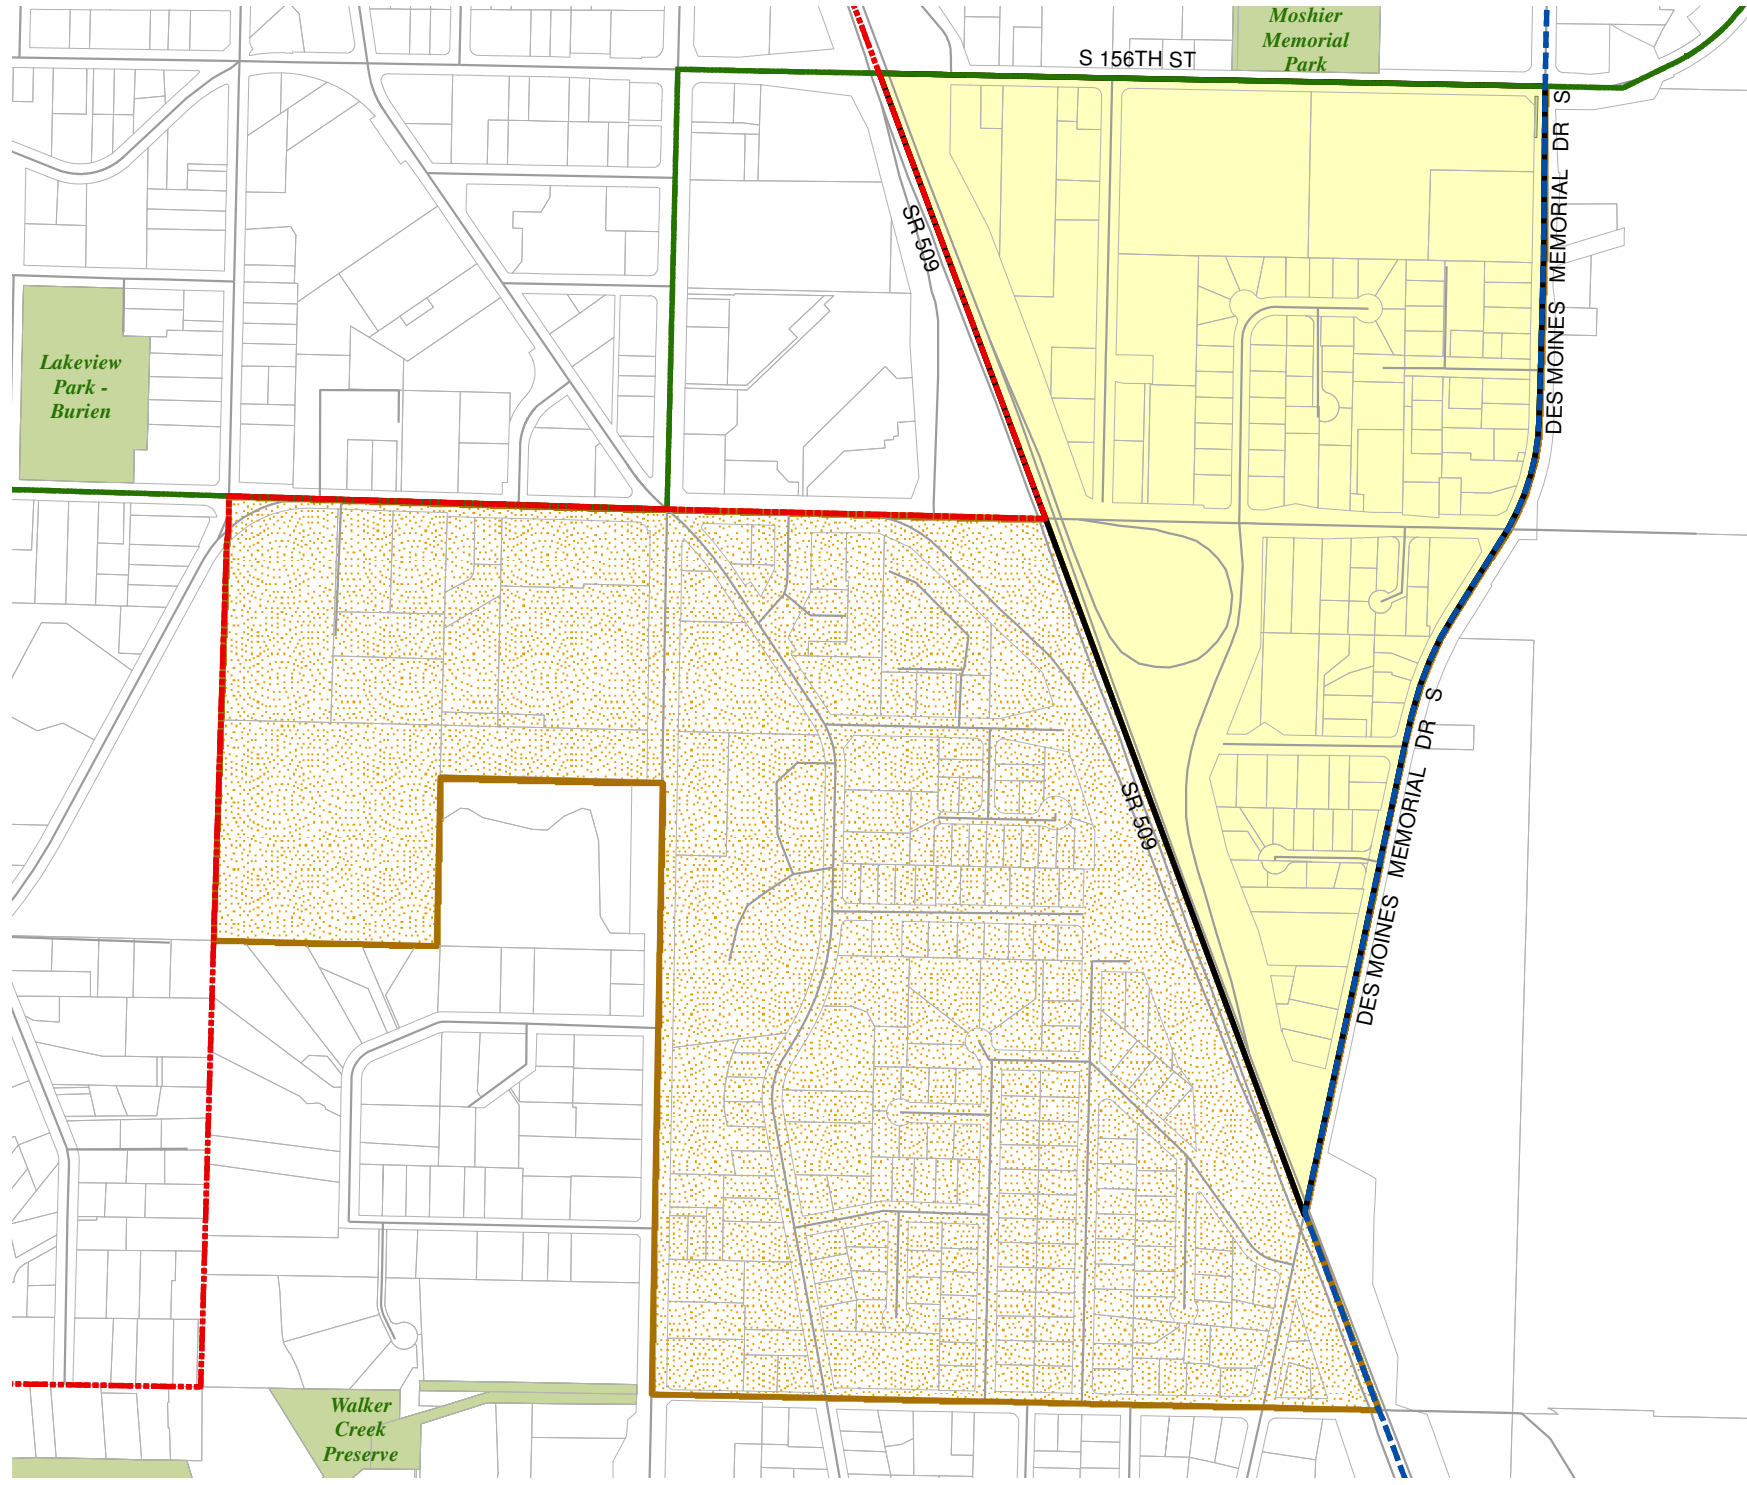 Moshier
Memorial
Park
S 156TH ST
DES MOINES MEMORIAL DR S
SR 509
Lakeview
Park -
Burien
DES MOINES MEMORIAL DR S
SR 509
Walker
Creek
Preserve